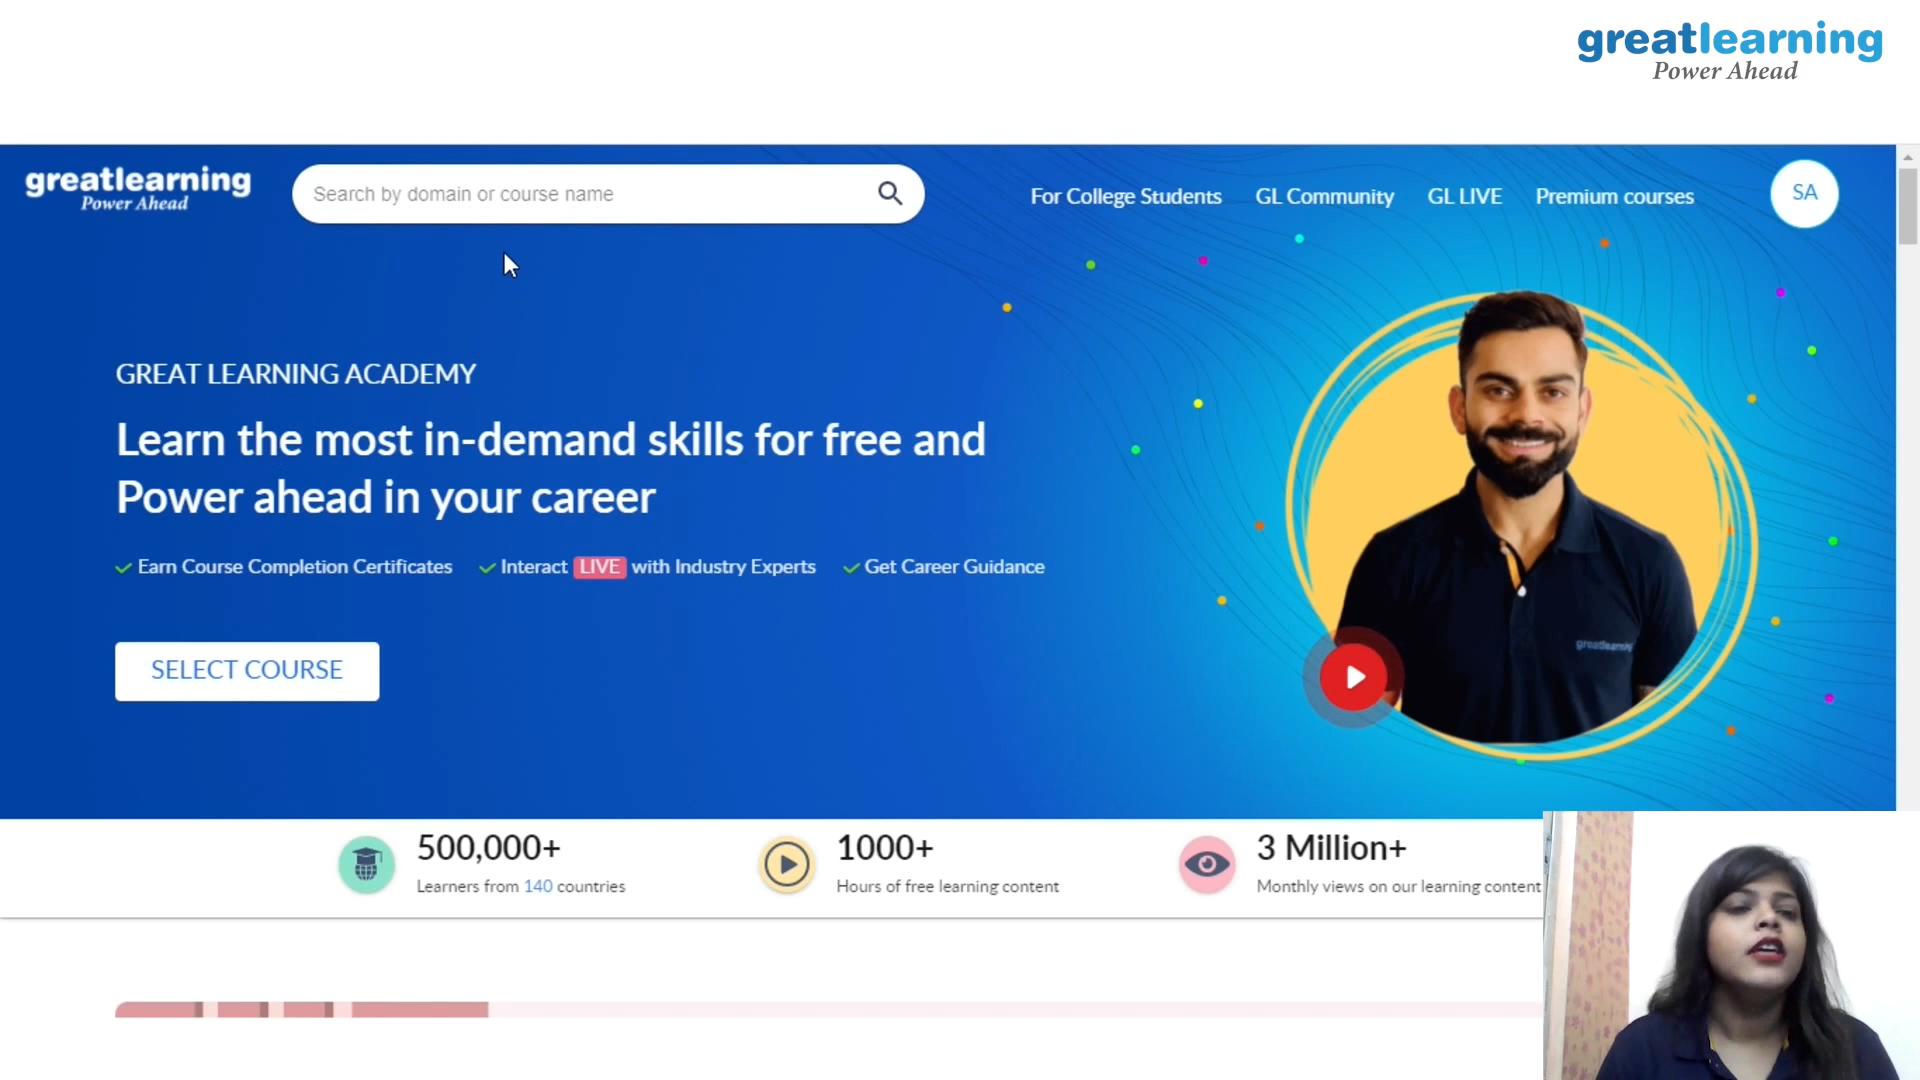 greatlearning
Power Ahead
greatlearning
Power Ahead
Search by domain or course name
For College Students
GL Community
GL LIVE
Premium courses
SA
GREAT LEARNING ACADEMY
Learn the most in-demand skills for free and
Power ahead in your career
Earn Course Completion Certificates
Interact LIVE with Industry Experts
Get Career Guidance
greatlearning
SELECT COURSE
500,000+
Learners from 140 countries
1000+
Hours of free learning content
3 Million+
Monthly views on our learning content